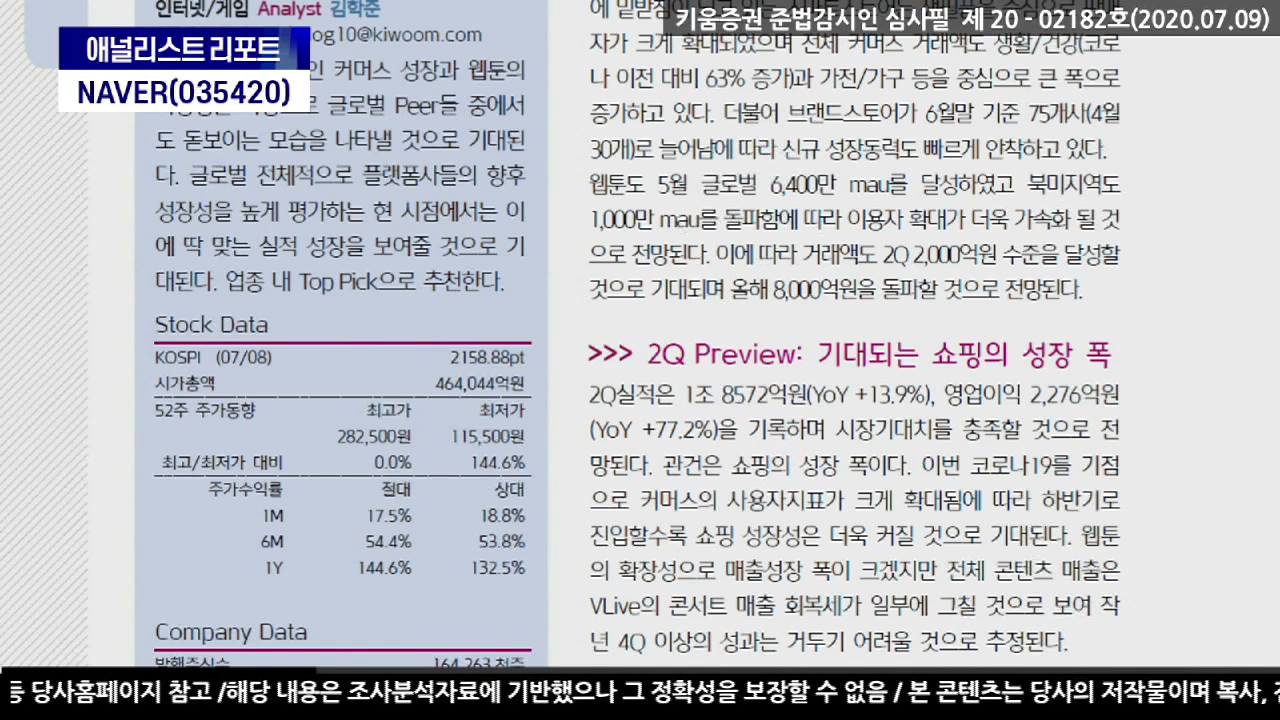 키움증권 준법감시인 심사필 제 20 - 02182호(2020.07.09)
애널리스트 리포트
NAVER(035420)
인터넷/게임 Analyst 김학준
og10@kiwoom.com
인 커머스 성장과 웹툰의
글로벌 Peer들 중에서
도 돋보이는 모습을 나타낼 것으로 기대된
다. 글로벌 전체적으로 플랫폼사들의 향후
성장성을 높게 평가하는 현 시점에서는 이
에 딱 맞는 실적 성장을 보여줄 것으로 기
대된다. 업종 내 Top Pick으로 추천한다.
Stock Data
KOSPI (07/08) 2158.88pt
시가총액 464,044억원
52주 주가동향 최고가 최저가
282,500원 115,500원
최고/최저가 대비 0.0% 144.6%
주가수익률 절대 상대
1M 17.5% 18.8%
6M 54.4% 53.8%
1Y 144.6% 132.5%
Company Data
발행주식수 164,263 천주
자가 크게 확대되었으며 전체 커머스 거래액도 생활/건강(코로
나 이전 대비 63% 증가)과 가전/가구 등을 중심으로 큰 폭으로
증가하고 있다. 더불어 브랜드스토어가 6월말 기준 75개사(4월
30개)로 늘어남에 따라 신규 성장동력도 빠르게 안착하고 있다.
웹툰도 5월 글로벌 6,400만 mau를 달성하였고 북미지역도
1,000만 mau를 돌파함에 따라 이용자 확대가 더욱 가속화 될 것
으로 전망된다. 이에 따라 거래액도 2Q 2,000억원 수준을 달성할
것으로 기대되며 올해 8,000억원을 돌파할 것으로 전망된다.
>>> 2Q Preview: 기대되는 쇼핑의 성장 폭
2Q실적은 1조 8572억원(YoY +13.9%), 영업이익 2,276억원
(YoY +77.2%)을 기록하며 시장기대치를 충족할 것으로 전
망된다. 관건은 쇼핑의 성장 폭이다. 이번 코로나19를 기점
으로 커머스의 사용자지표가 크게 확대됨에 따라 하반기로
진입할수록 쇼핑 성장성은 더욱 커질 것으로 기대된다. 웹툰
의 확장성으로 매출성장 폭이 크겠지만 전체 콘텐츠 매출은
VLive의 콘서트 매출 회복세가 일부에 그칠 것으로 보여 작
년 4Q 이상의 성과는 거두기 어려울 것으로 추정된다.
당사홈페이지 참고 /해당 내용은 조사분석자료에 기반했으나 그 정확성을 보장할 수 없음 / 본 콘텐츠는 당사의 저작물이며 복사,